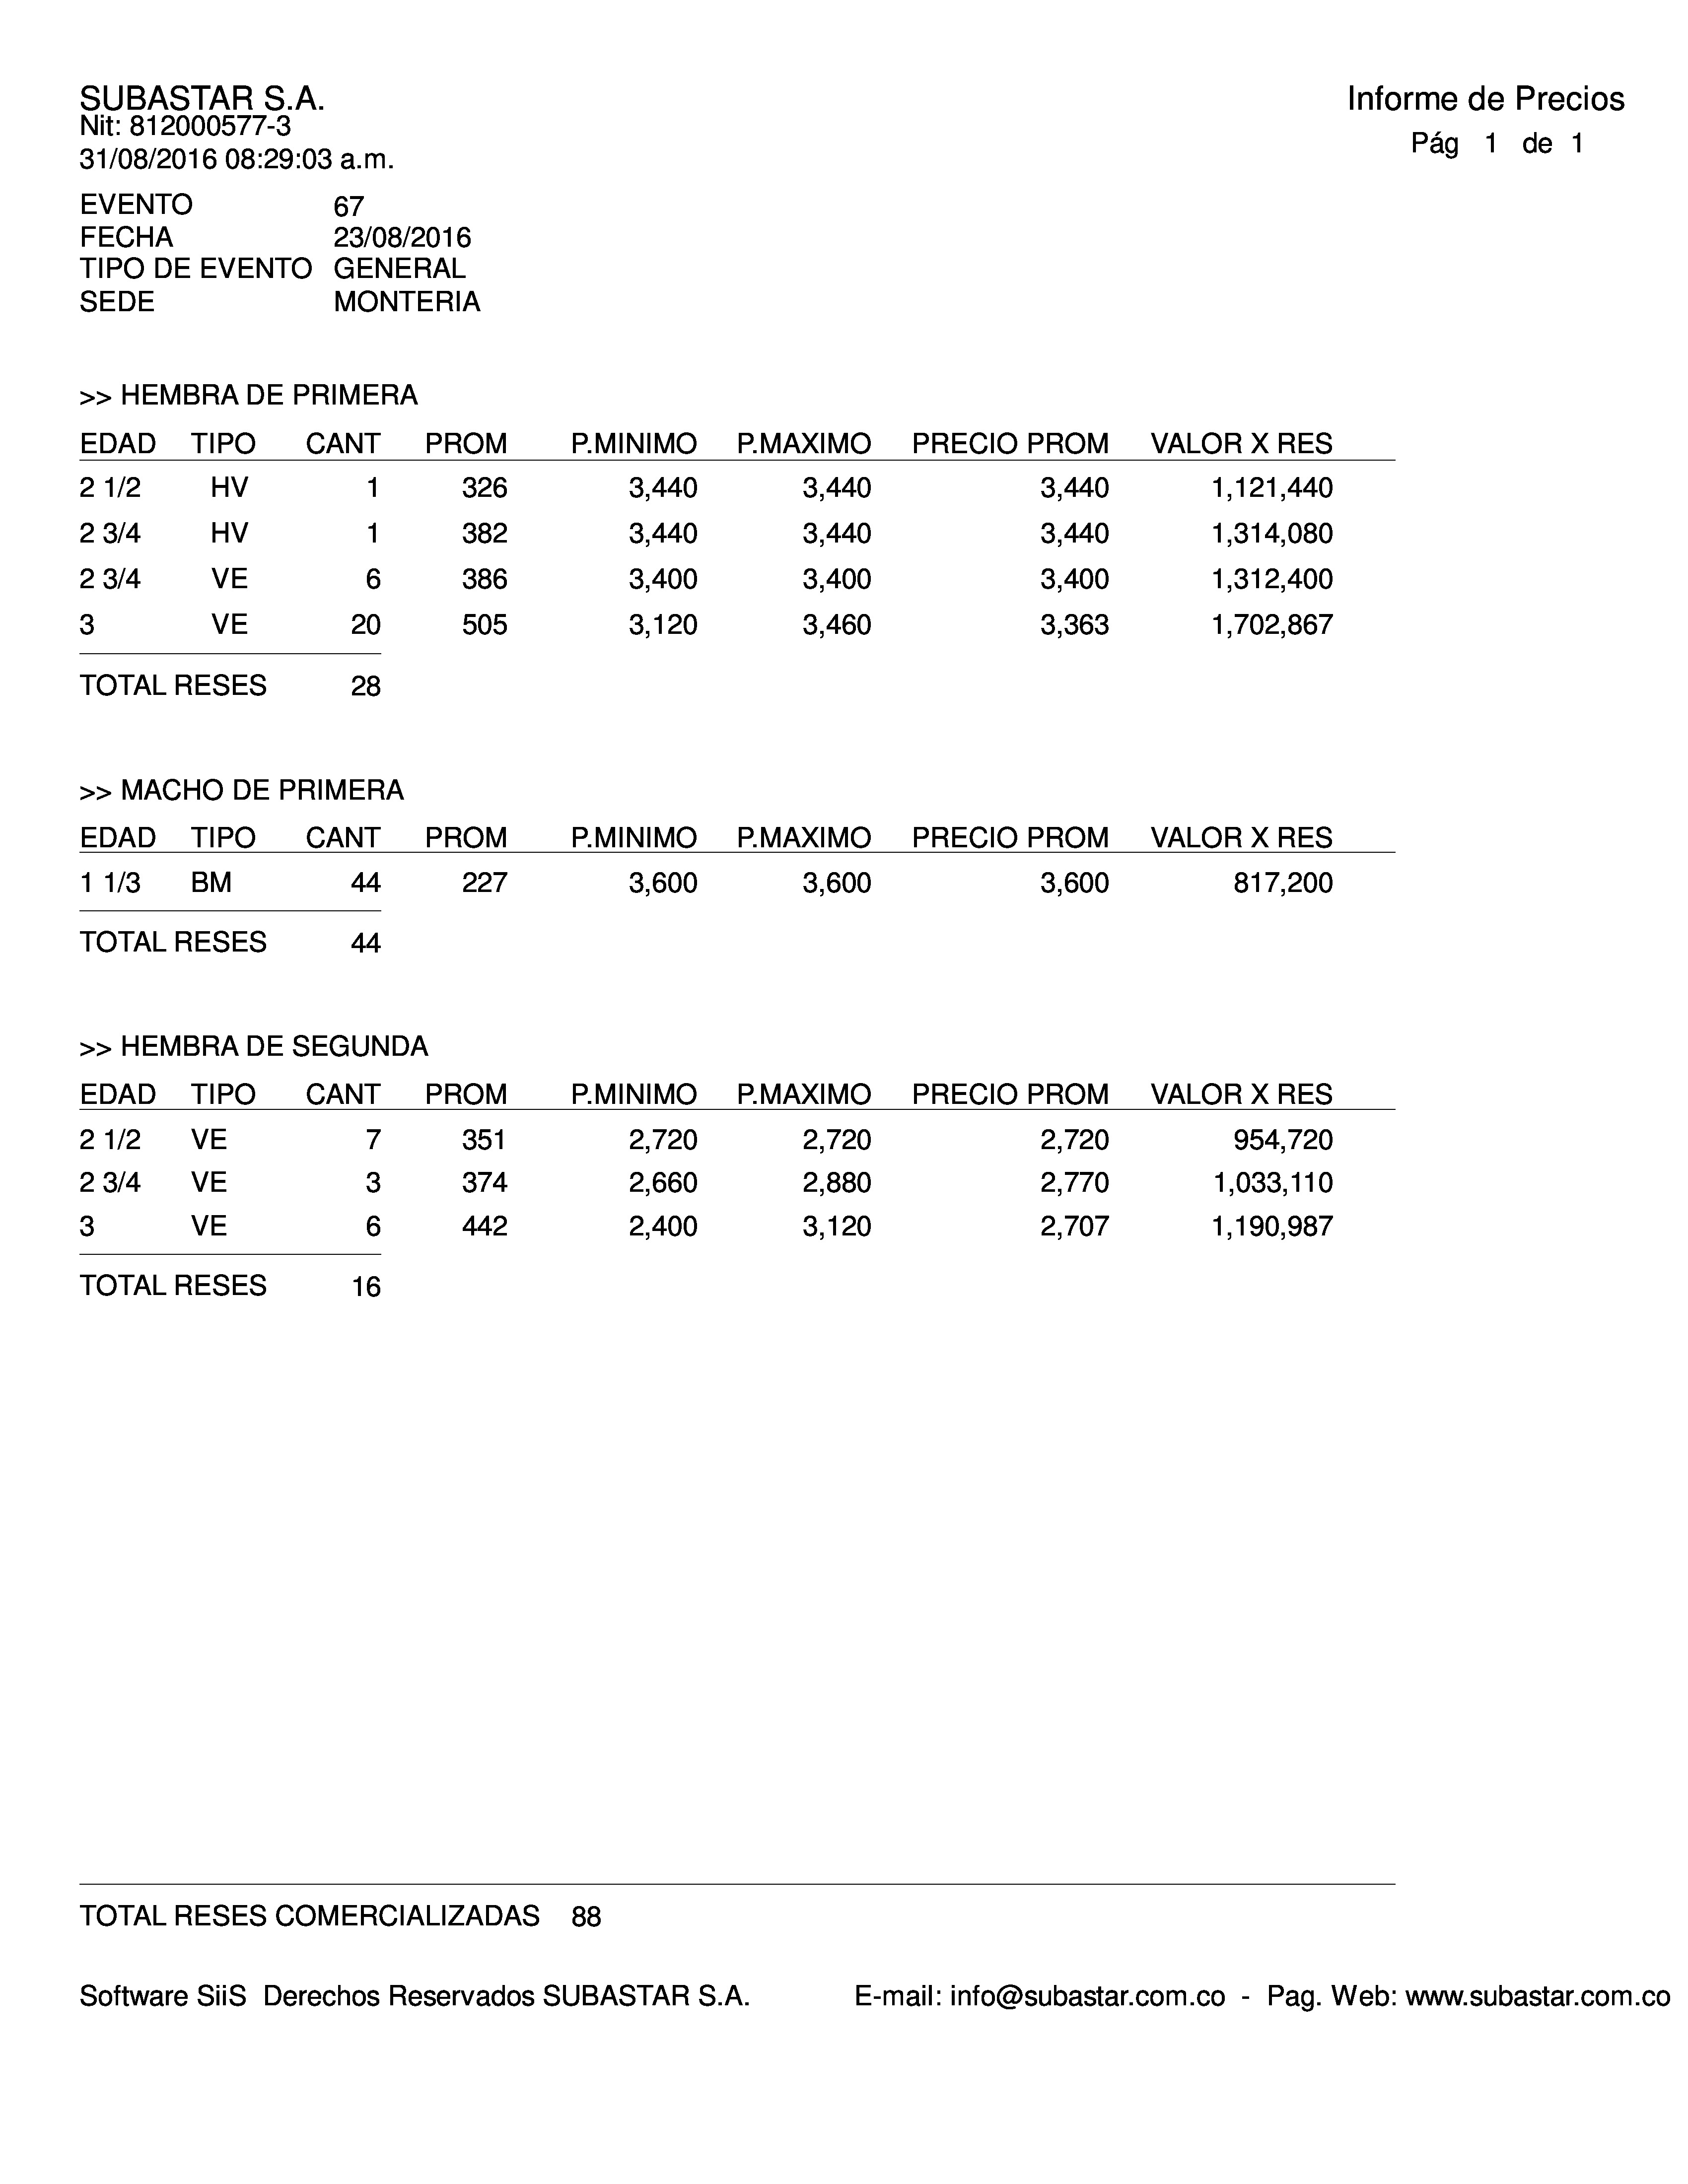 SUBASTAR S.A.
Informe de Precios
Nit: 812000577-3
Pág 1 de 1
31/08/2016 08:29:03 a.m.
EVENTO 67
FECHA 23/08/2016
TIPO DE EVENTO GENERAL
SEDE MONTERIA
>> HEMBRA DE PRIMERA
EDAD TIPO CANT PROM P.MINIMO P.MAXIMO PRECIO PROM VALOR X RES
2 1/2 HV 1 326 3,440 3,440 3,440 1,121,440
2 3/4 HV 1 382 3,440 3,440 3,440 1,314,080
2 3/4 VE 6 386 3,400 3,400 3,400 1,312,400
3 VE 20 505 3,120 3,460 3,363 1,702,867
TOTAL RESES 28
>> MACHO DE PRIMERA
EDAD TIPO CANT PROM P.MINIMO P.MAXIMO PRECIO PROM VALOR X RES
1 1/3 BM 44 227 3,600 3,600 3,600 817,200
TOTAL RESES 44
>> HEMBRA DE SEGUNDA
EDAD TIPO CANT PROM P.MINIMO P.MAXIMO PRECIO PROM VALOR X RES
2 1/2 VE 7 351 2,720 2,720 2,720 954,720
2 3/4 VE 3 374 2,660 2,880 2,770 1,033,110
3 VE 6 442 2,400 3,120 2,707 1,190,987
TOTAL RESES 16
TOTAL RESES COMERCIALIZADAS 88
Software SiiS Derechos Reservados SUBASTAR S.A. E-mail: info@subastar.com.co - Pag. Web: www.subastar.com.co